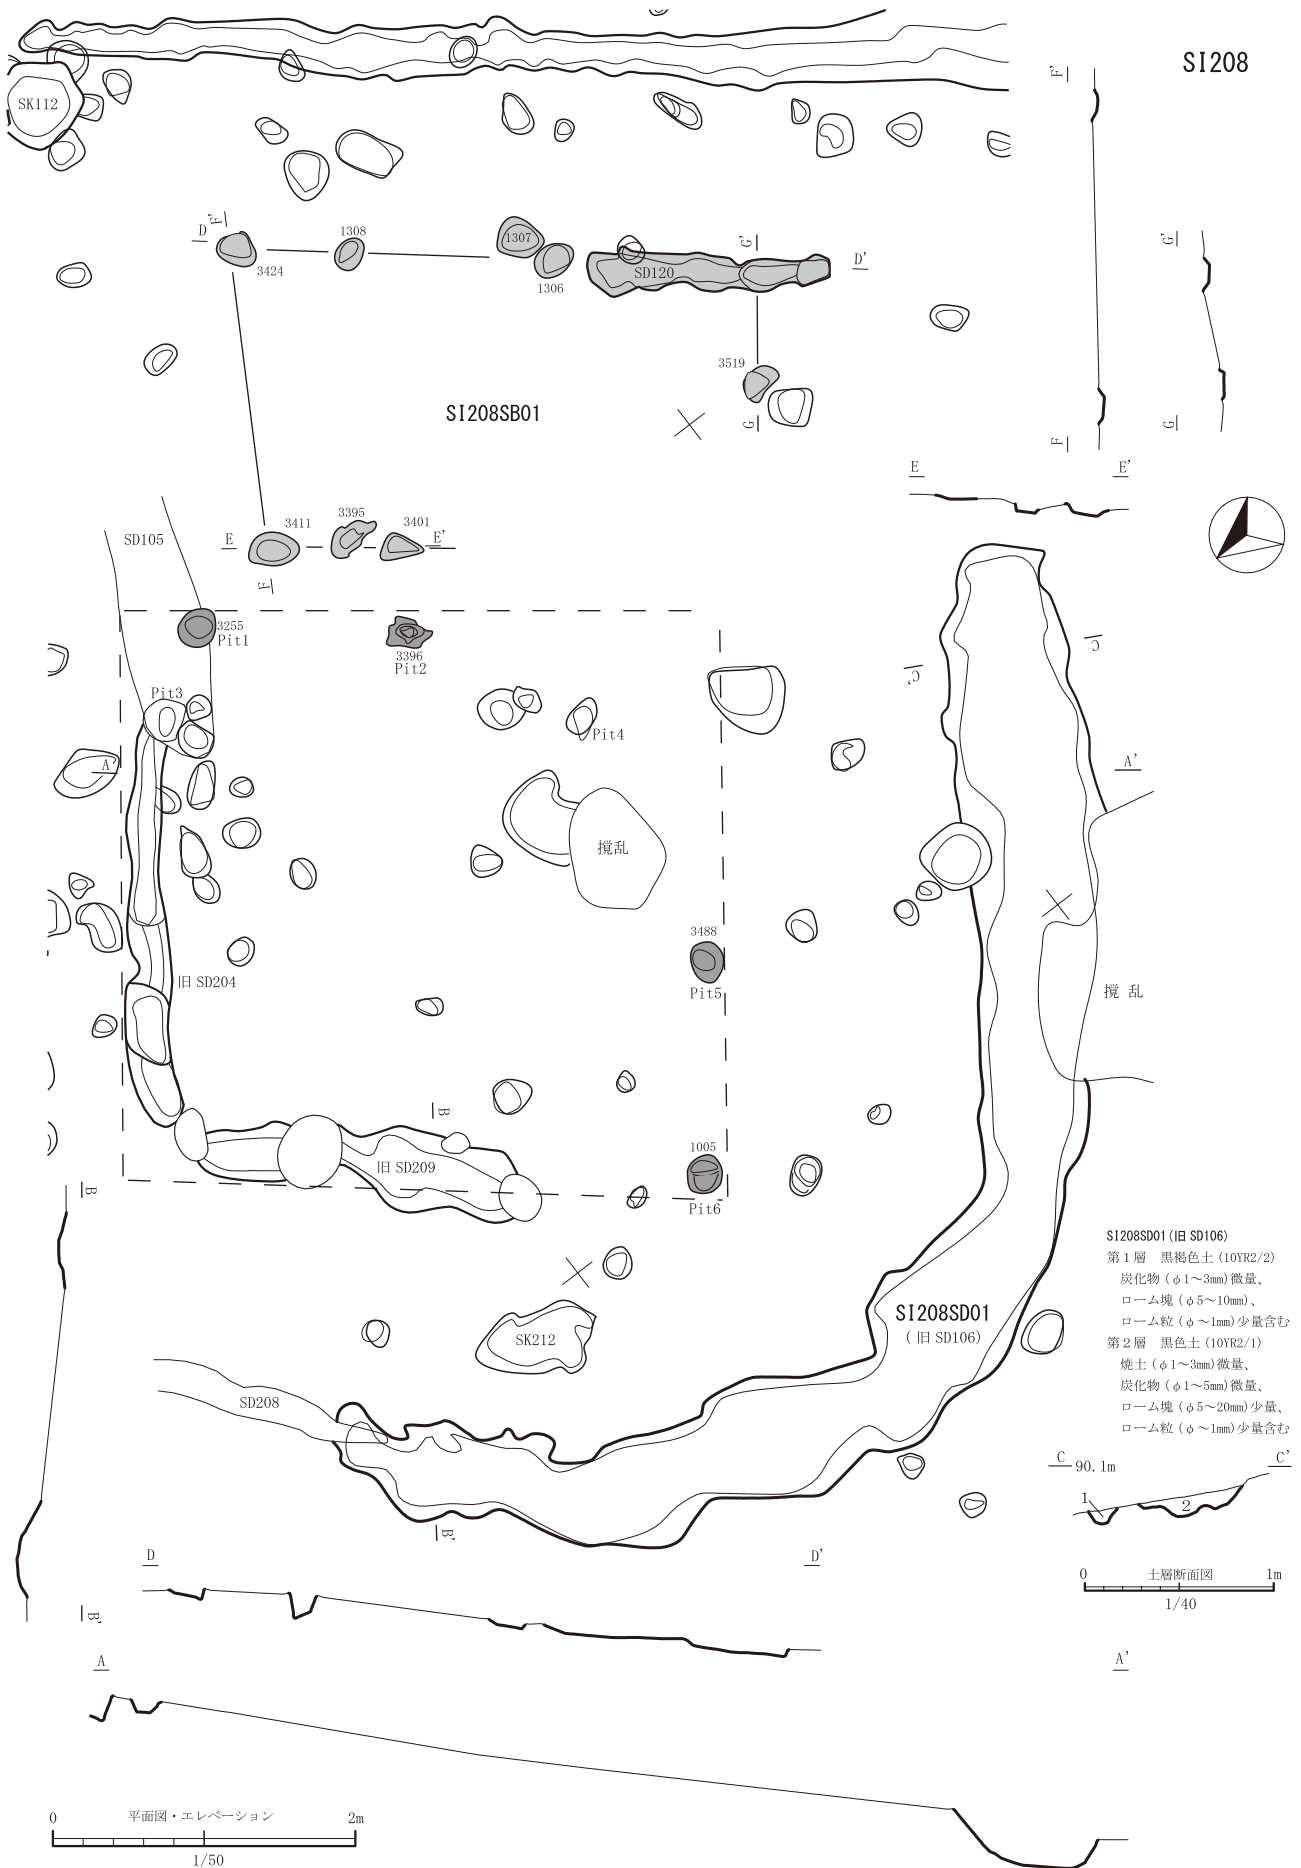 SI208
SK112
F'
F'
D
1308
1307
3424
1306
SD120
G'
D'
G'
3519
SI208SB01
G
F
G
E
E'
SD105
3411
3395
3401
E
E'
F
3255
Pit1
3396
Pit2
C
C'
Pit3
Pit4
A
A'
撹乱
3488
Pit5
旧 SD204
撹 乱
B
旧 SD209
1005
Pit6
B
SI208SD01(旧 SD106)
第1層 黒褐色土 (10YR2/2)
炭化物 (φ1～3mm) 微量、
ローム塊 (φ5～10mm)、
ローム粒 (φ～1mm) 少量含む
第2層 黒色土 (10YR2/1)
焼土 (φ1～3mm) 微量、
炭化物 (φ1～5mm) 微量、
ローム塊 (φ5～20mm) 少量、
ローム粒 (φ～1mm) 少量含む
SI208SD01
(旧 SD106)
SK212
SD208
C 90.1m
C'
1
2
B'
D
D'
0 土層断面図 1m
1/40
B'
A
A'
0 平面図・エレベーション 2m
1/50